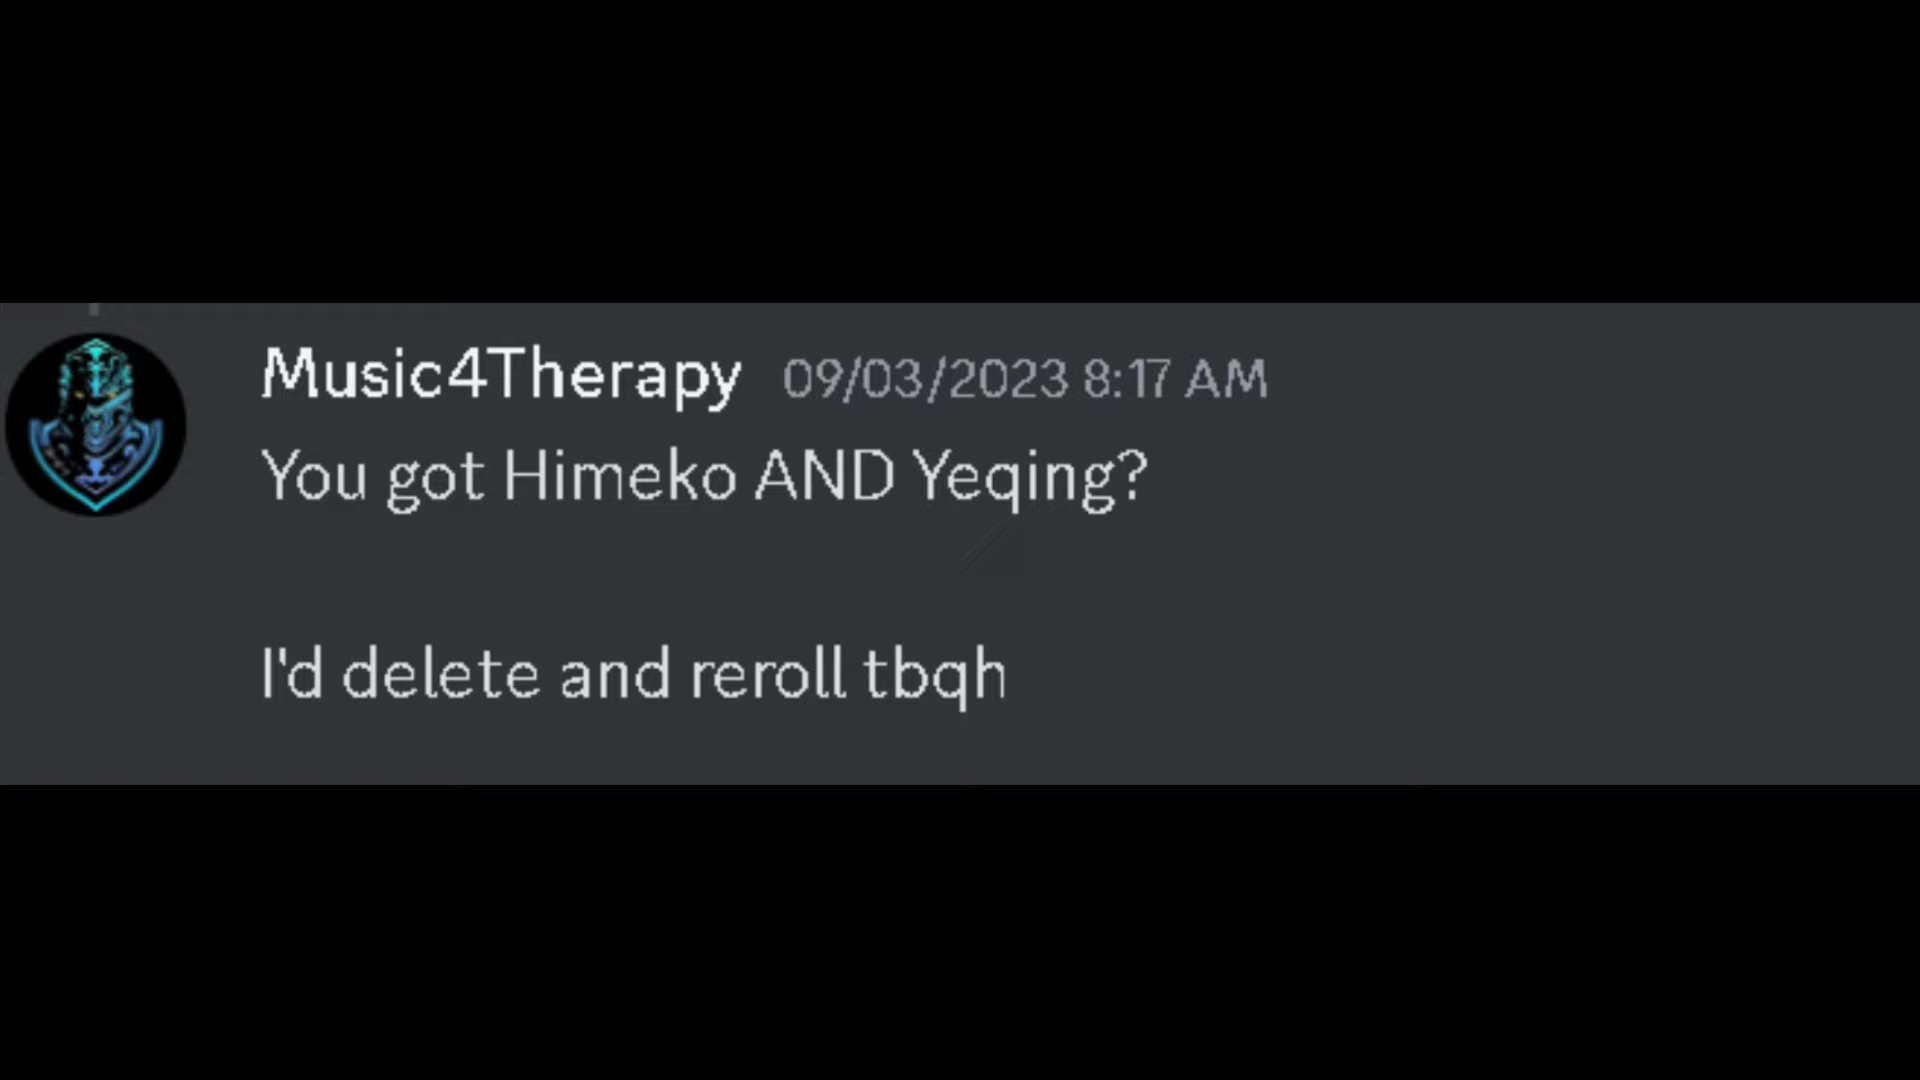 Music4Therapy 09/03/2023 8:17 AM
You got Himeko AND Yeqing?
I'd delete and reroll tbqh